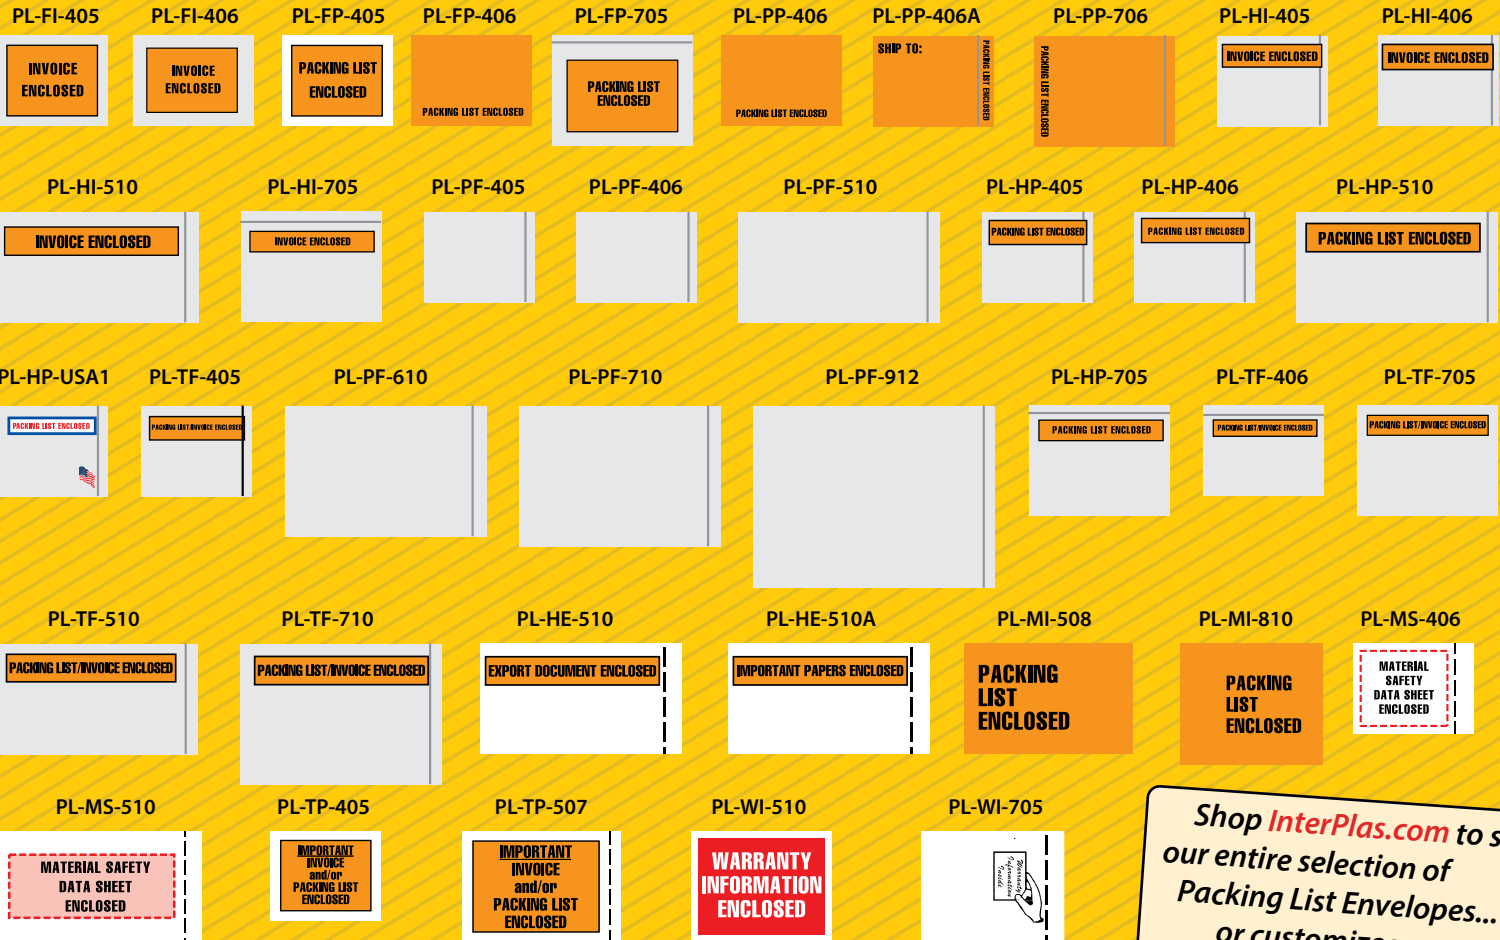 PL-FI-405 PL-FI-406 PL-FP-405 PL-FP-406 PL-FP-705 PL-PP-406 PL-PP-406A PL-PP-706 PL-HI-405 PL-HI-406
INVOICE
ENCLOSED
INVOICE
ENCLOSED
PACKING LIST
ENCLOSED
PACKING LIST ENCLOSED
PACKING LIST
ENCLOSED
PACKING LIST ENCLOSED
SHIP TO:
PACKING LIST ENCLOSED
PACKING LIST ENCLOSED
INVOICE ENCLOSED
INVOICE ENCLOSED
PL-HI-510 PL-HI-705 PL-PF-405 PL-PF-406 PL-PF-510 PL-HP-405 PL-HP-406 PL-HP-510
INVOICE ENCLOSED
INVOICE ENCLOSED
PACKING LIST ENCLOSED
PACKING LIST ENCLOSED
PACKING LIST ENCLOSED
PL-HP-USA1 PL-TF-405 PL-PF-610 PL-PF-710 PL-PF-912 PL-HP-705 PL-TF-406 PL-TF-705
PACKING LIST ENCLOSED
PACKING LIST/INVOICE ENCLOSED
PACKING LIST ENCLOSED
PACKING LIST/INVOICE ENCLOSED
PACKING LIST/INVOICE ENCLOSED
PL-TF-510 PL-TF-710 PL-HE-510 PL-HE-510A PL-MI-508 PL-MI-810 PL-MS-406
PACKING LIST/INVOICE ENCLOSED
PACKING LIST/INVOICE ENCLOSED
EXPORT DOCUMENT ENCLOSED
IMPORTANT PAPERS ENCLOSED
PACKING
LIST
ENCLOSED
PACKING
LIST
ENCLOSED
MATERIAL
SAFETY
DATA SHEET
ENCLOSED
PL-MS-510 PL-TP-405 PL-TP-507 PL-WI-510 PL-WI-705
MATERIAL SAFETY
DATA SHEET
ENCLOSED
IMPORTANT
INVOICE
and/or
PACKING LIST
ENCLOSED
IMPORTANT
INVOICE
and/or
PACKING LIST
ENCLOSED
WARRANTY
INFORMATION
ENCLOSED
Warranty
Information
Inside
Shop InterPlas.com to s
our entire selection of
Packing List Envelopes...